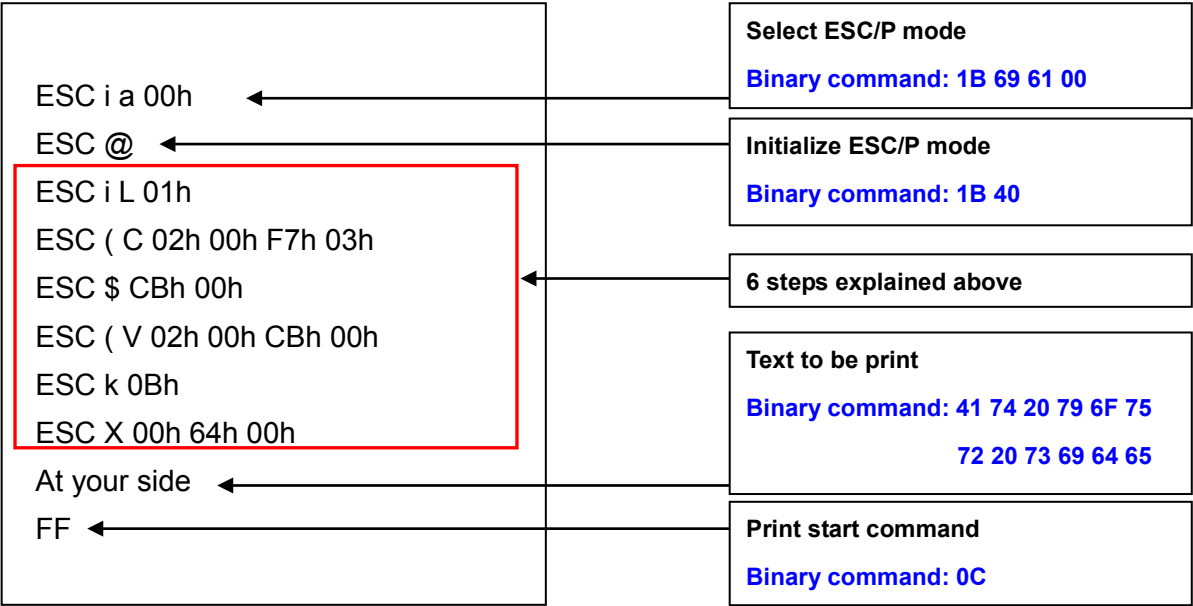 ESC i a 00h
ESC @
ESC i L 01h
ESC ( C 02h 00h F7h 03h
ESC $ CBh 00h
ESC ( V 02h 00h CBh 00h
ESC k 0Bh
ESC X 00h 64h 00h
At your side
FF
Select ESC/P mode
Binary command: 1B 69 61 00
Initialize ESC/P mode
Binary command: 1B 40
6 steps explained above
Text to be print
Binary command: 41 74 20 79 6F 75
72 20 73 69 64 65
Print start command
Binary command: 0C